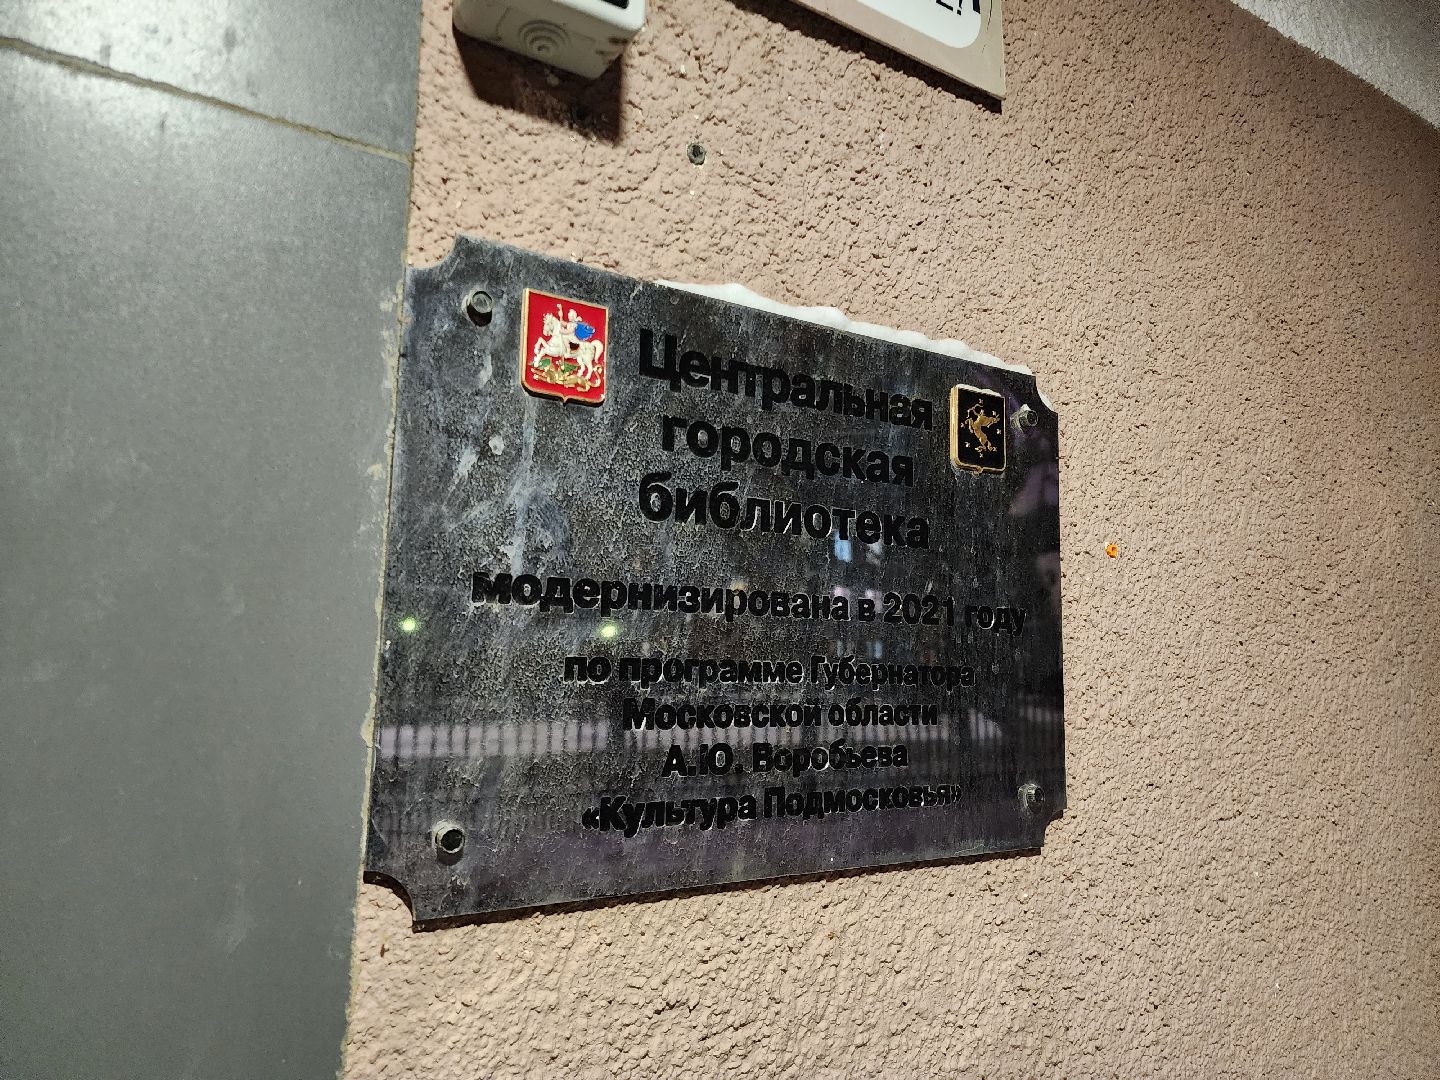 Центральная
городская
библиотека
модернизирована в 2021 году
по программе Губернатора
Московской области
А.Ю. Воробьева
«Культура Подмосковья»